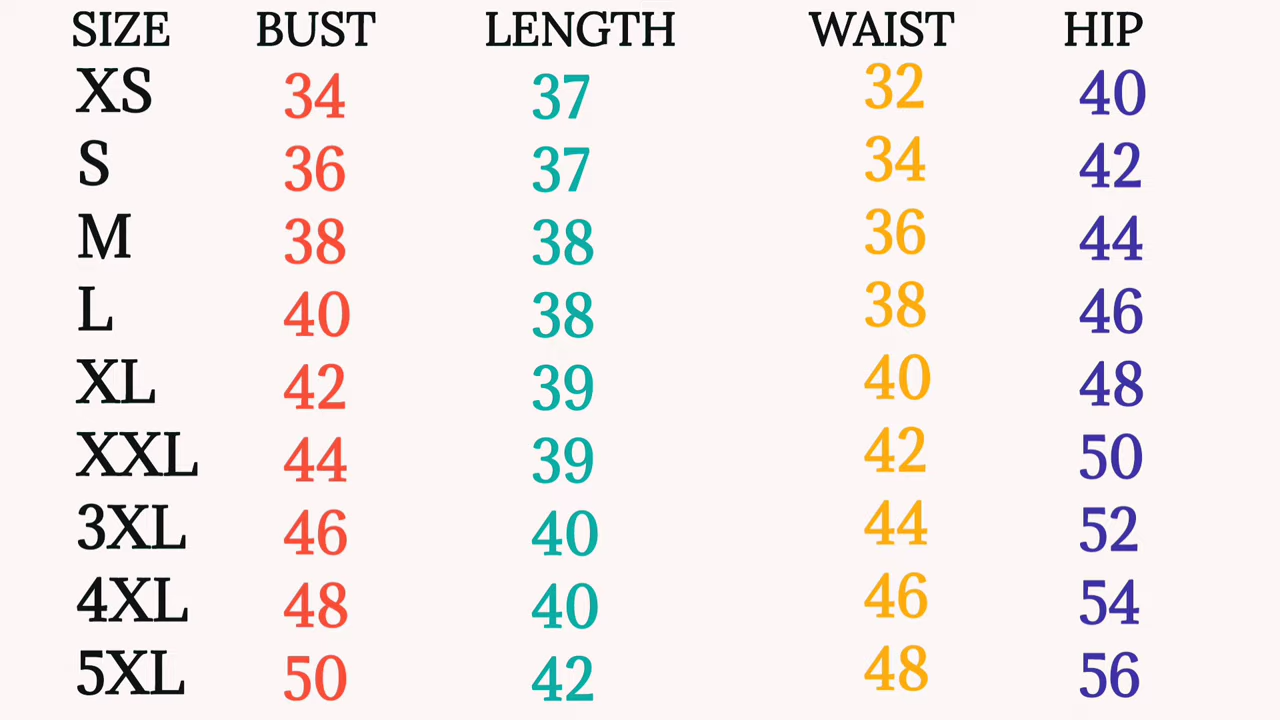 SIZE BUST LENGTH WAIST HIP
XS 34 37 32 40
S 36 37 34 42
M 38 38 36 44
L 40 38 38 46
XL 42 39 40 48
XXL 44 39 42 50
3XL 46 40 44 52
4XL 48 40 46 54
5XL 50 42 48 56